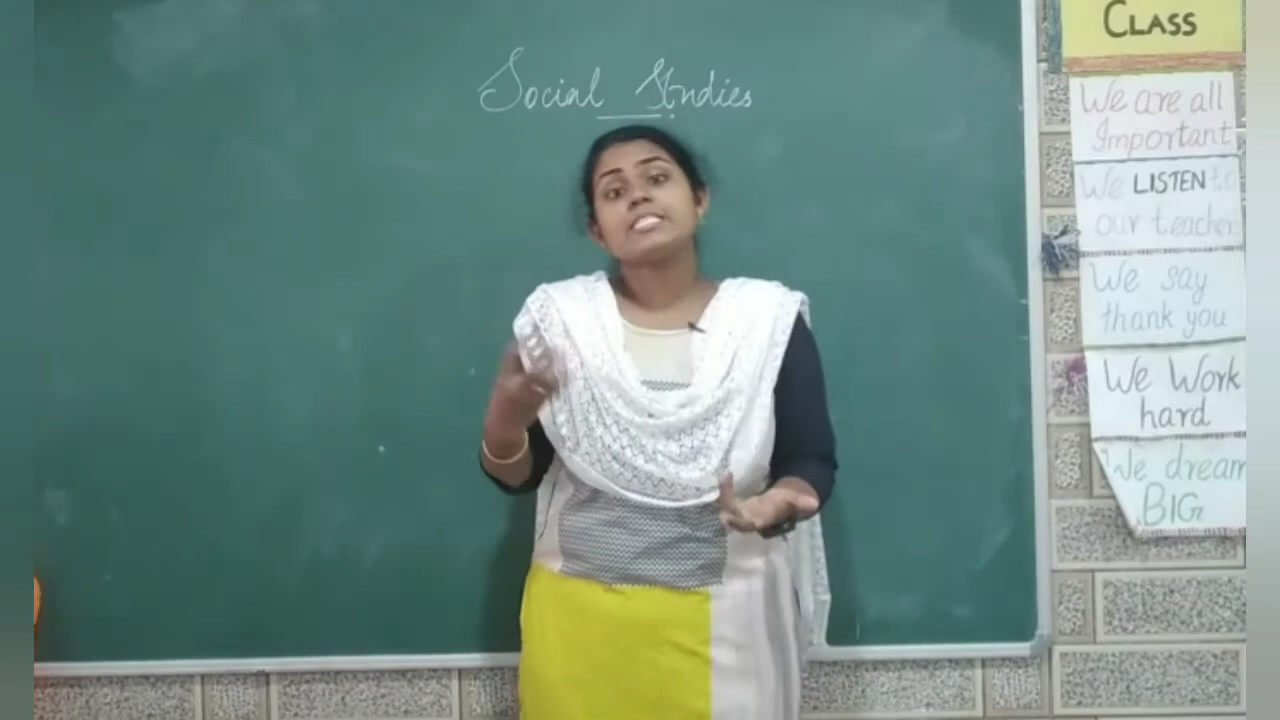 Social Studies
CLASS
We are all
Important
We LISTEN to
our teacher
We say
thank you
We Work
hard
We dream
BIG